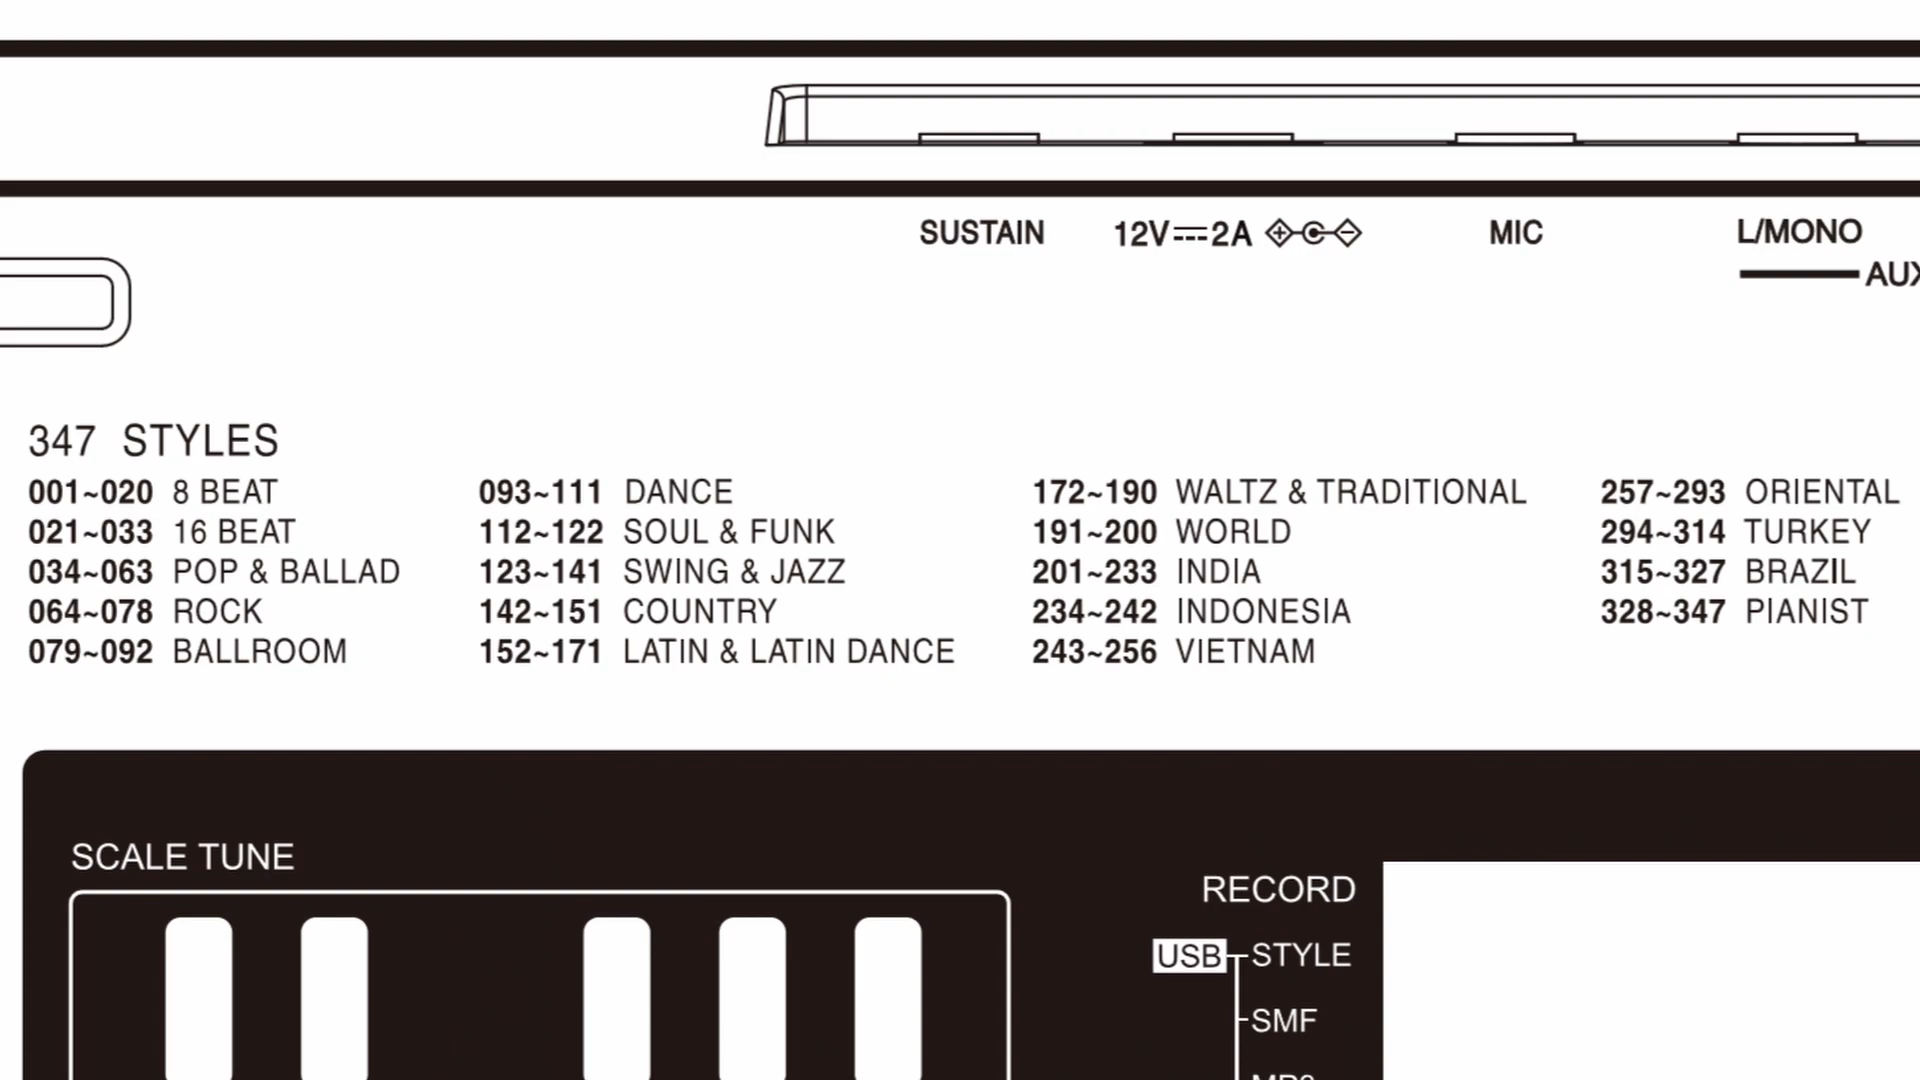 SUSTAIN 12V⎓2A MIC L/MONO
AUX
347 STYLES
001~020 8 BEAT 093~111 DANCE 172~190 WALTZ & TRADITIONAL 257~293 ORIENTAL
021~033 16 BEAT 112~122 SOUL & FUNK 191~200 WORLD 294~314 TURKEY
034~063 POP & BALLAD 123~141 SWING & JAZZ 201~233 INDIA 315~327 BRAZIL
064~078 ROCK 142~151 COUNTRY 234~242 INDONESIA 328~347 PIANIST
079~092 BALLROOM 152~171 LATIN & LATIN DANCE 243~256 VIETNAM
SCALE TUNE
RECORD
USB STYLE
SMF